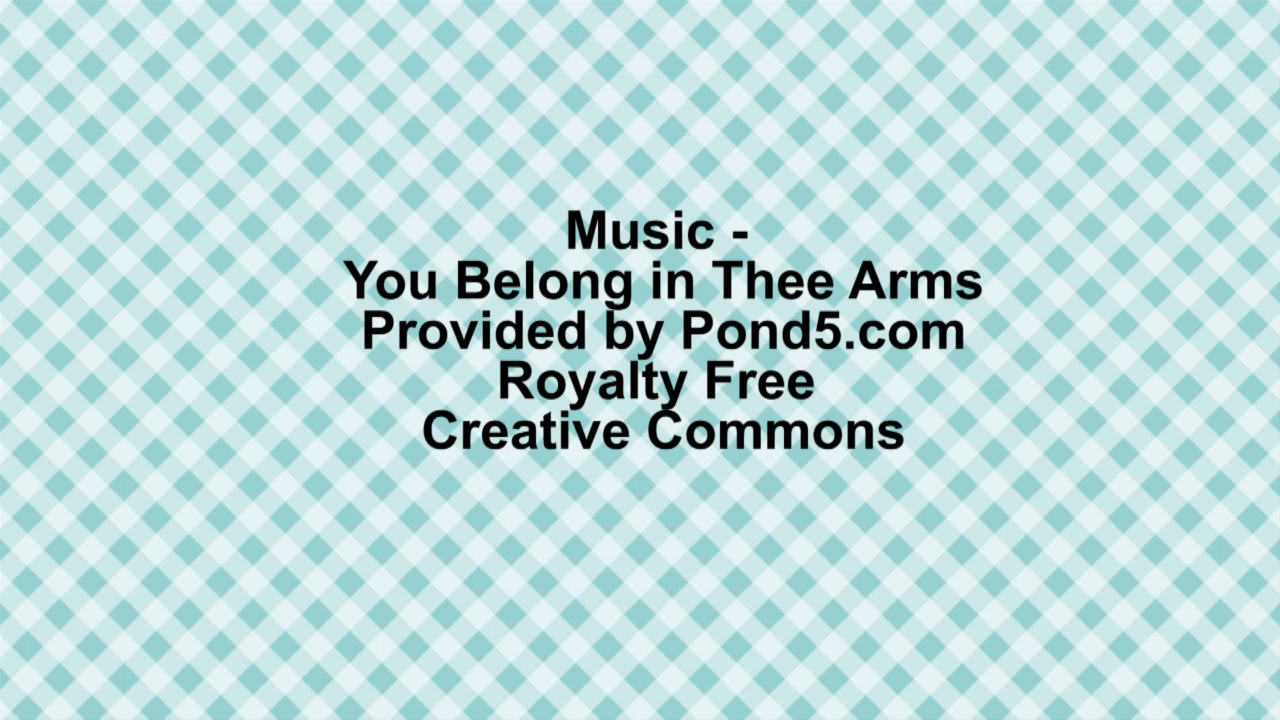 Music -
You Belong in Thee Arms
Provided by Pond5.com
Royalty Free
Creative Commons